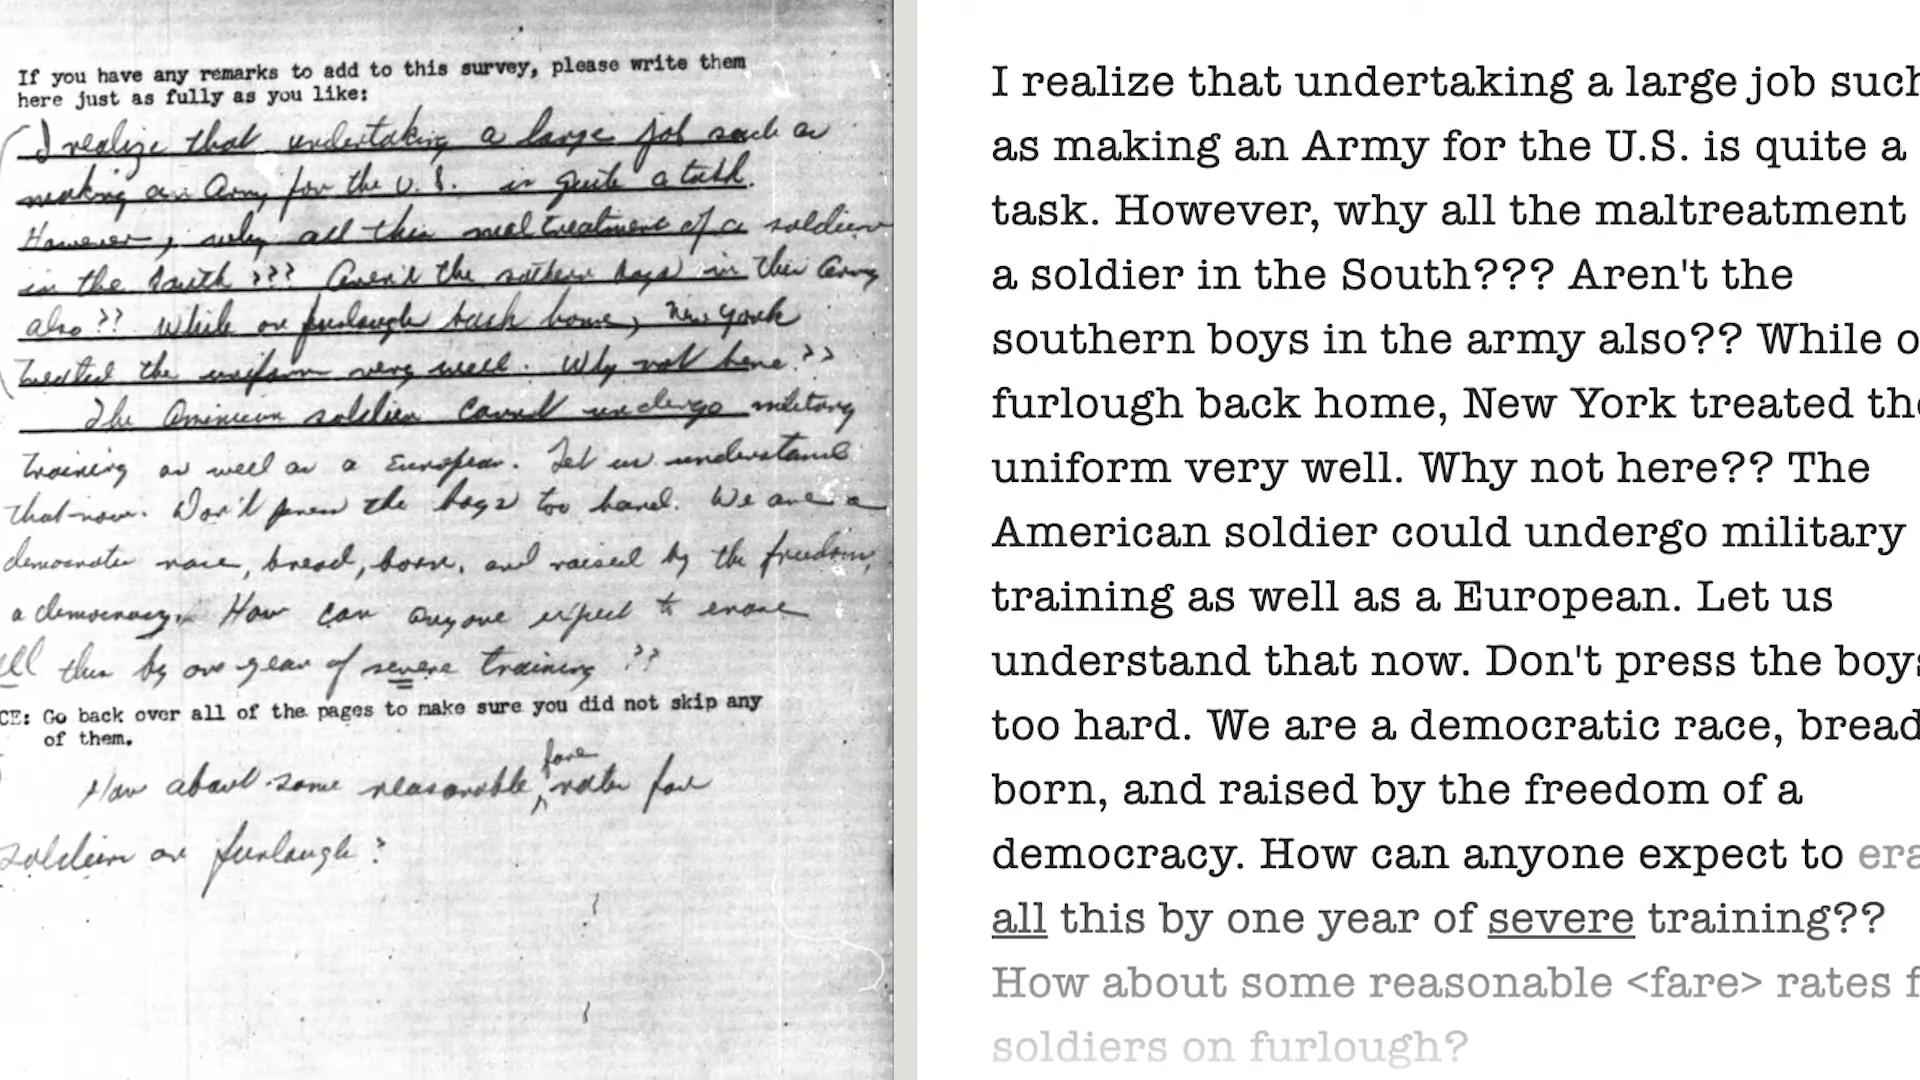 If you have any remarks to add to this survey, please write them
here just as fully as you like:
I realize that undertaking a large job such as
making an Army for the U.S. is quite a task.
However, why all this maltreatment of a soldier
in the South ??? Aren't the southern boys in this Army
also ?? While on furlough back home, New York
treated the uniform very well. Why not here ??
The American soldier cannot undergo military
training as well as a European. Let us understand
that now. Don't press the boys too hard. We are a
democratic race, bread, born, and raised by the freedom,
a democracy. How can anyone expect to erase
all this by one year of severe training ??
CE: Go back over all of the pages to make sure you did not skip any
of them.
How about some reasonable fare rates for
soldiers on furlough ?
I realize that undertaking a large job such
as making an Army for the U.S. is quite a
task. However, why all the maltreatment
a soldier in the South??? Aren't the
southern boys in the army also?? While o
furlough back home, New York treated the
uniform very well. Why not here?? The
American soldier could undergo military
training as well as a European. Let us
understand that now. Don't press the boys
too hard. We are a democratic race, bread
born, and raised by the freedom of a
democracy. How can anyone expect to era
all this by one year of severe training??
How about some reasonable <fare> rates f
soldiers on furlough?